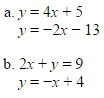 a. y = 4x + 5
y = −2x − 13
b. 2x + y = 9
y = −x + 4